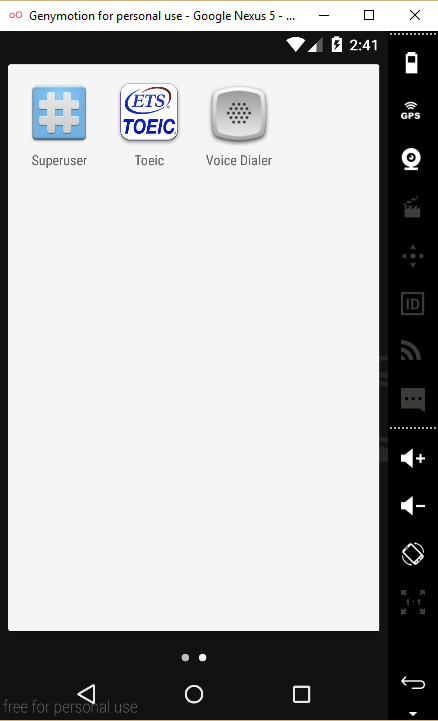 Genymotion for personal use - Google Nexus 5 - ...
2:41
GPS
ETS
TOEIC
Superuser
Toeic
Voice Dialer
ID
1:1
free for personal use